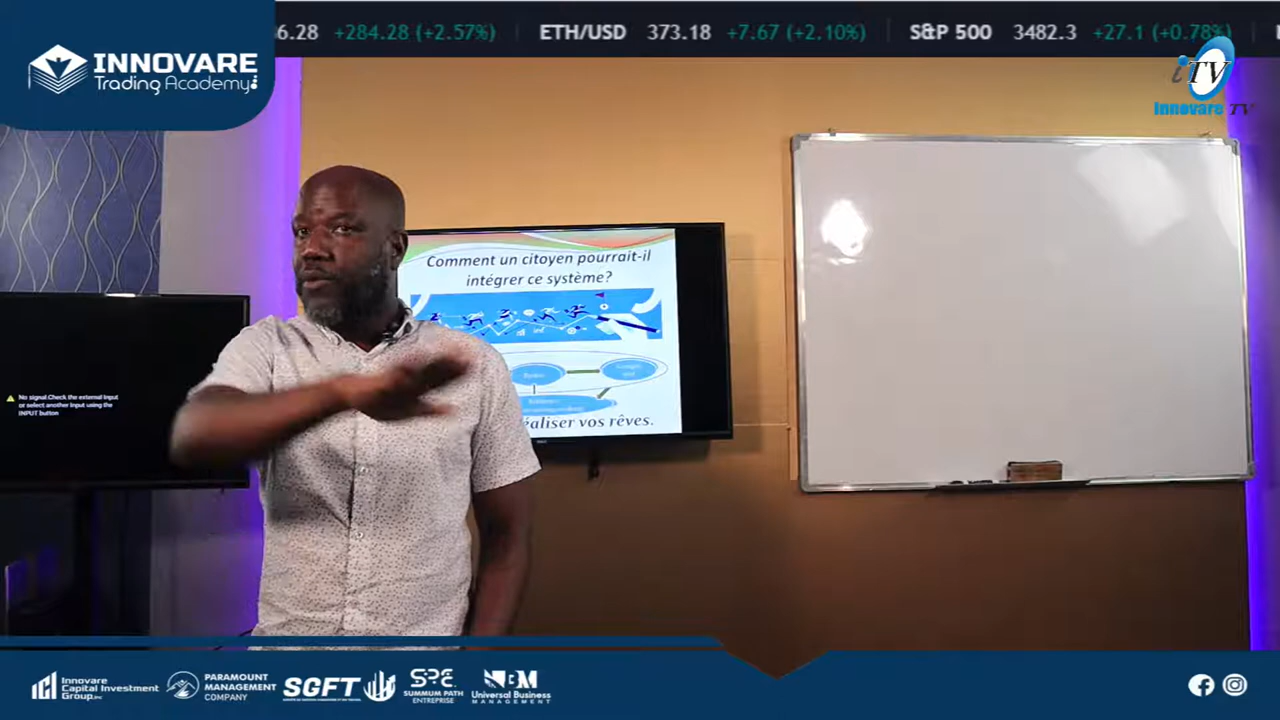 6.28 +284.28 (+2.57%) ETH/USD 373.18 +7.67 (+2.10%) S&P 500 3482.3 +27.1 (+0.78%)
INNOVARE
Trading Academy
iTV
Innovare TV
Comment un citoyen pourrait-il
intégrer ce système?
éaliser vos rêves.
No signal.Check the external input
or select another input using the
INPUT button
ICI Innovare
Capital Investment
Group.inc
PARAMOUNT
MANAGEMENT
COMPANY
SGFT
SPE
SUMMUM PATH
ENTREPRISE
UBM
Universal Business
MANAGEMENT